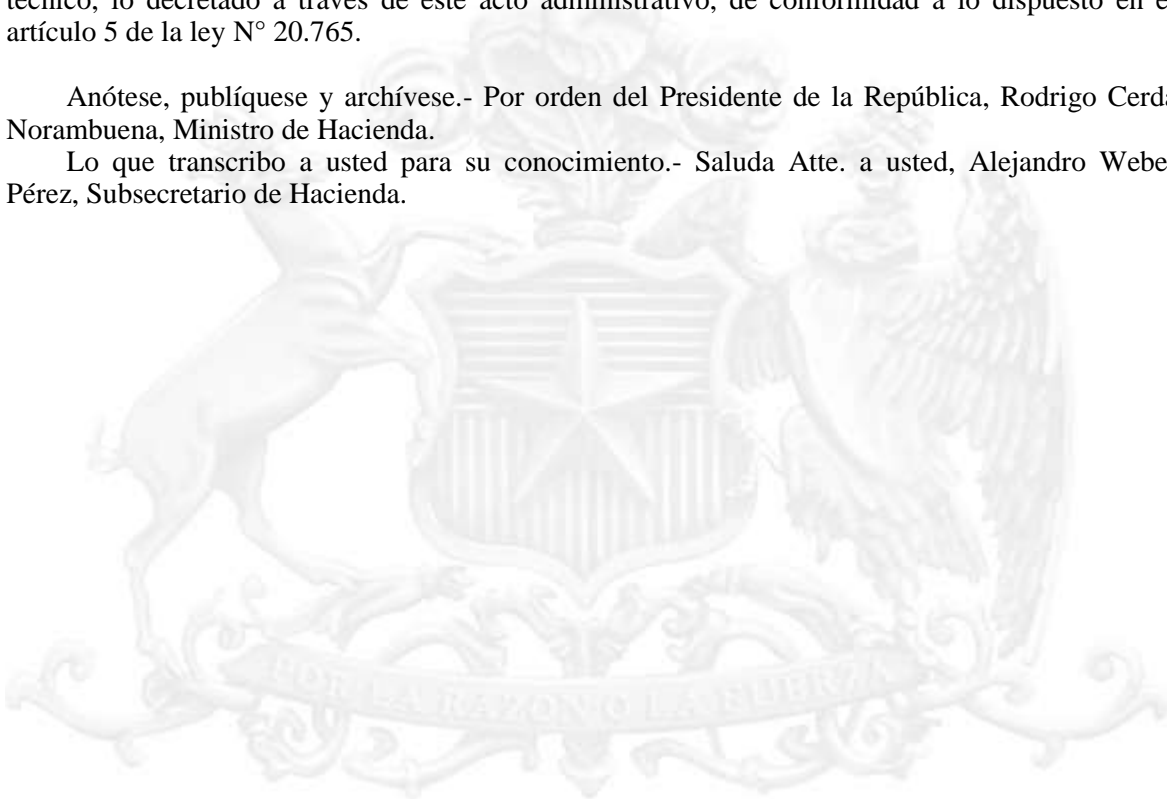 técnico, lo decretado a través de este acto administrativo, de conformidad a lo dispuesto en e
artículo 5 de la ley N° 20.765.
Anótese, publíquese y archívese.- Por orden del Presidente de la República, Rodrigo Cerda
Norambuena, Ministro de Hacienda.
Lo que transcribo a usted para su conocimiento.- Saluda Atte. a usted, Alejandro Webe
Pérez, Subsecretario de Hacienda.
POR LA RAZON O LA FUERZA